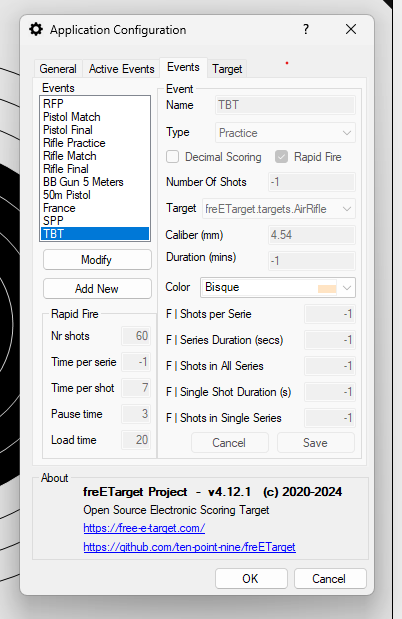 Application Configuration ?
General Active Events Events Target
Events
RFP
Pistol Match
Pistol Final
Rifle Practice
Rifle Match
Rifle Final
BB Gun 5 Meters
50m Pistol
France
SPP
TBT
Modify
Add New
Rapid Fire
Nr shots 60
Time per serie -1
Time per shot 7
Pause time 3
Load time 20
Event
Name TBT
Type Practice
Decimal Scoring Rapid Fire
Number Of Shots -1
Target freETarget.targets.AirRifle
Caliber (mm) 4.54
Duration (mins) -1
Color Bisque
F | Shots per Serie -1
F | Series Duration (secs) -1
F | Shots in All Series -1
F | Single Shot Duration (s) -1
F | Shots in Single Series -1
Cancel Save
About
freETarget Project - v4.12.1 (c) 2020-2024
Open Source Electronic Scoring Target
https://free-e-target.com/
https://github.com/ten-point-nine/freETarget
OK Cancel